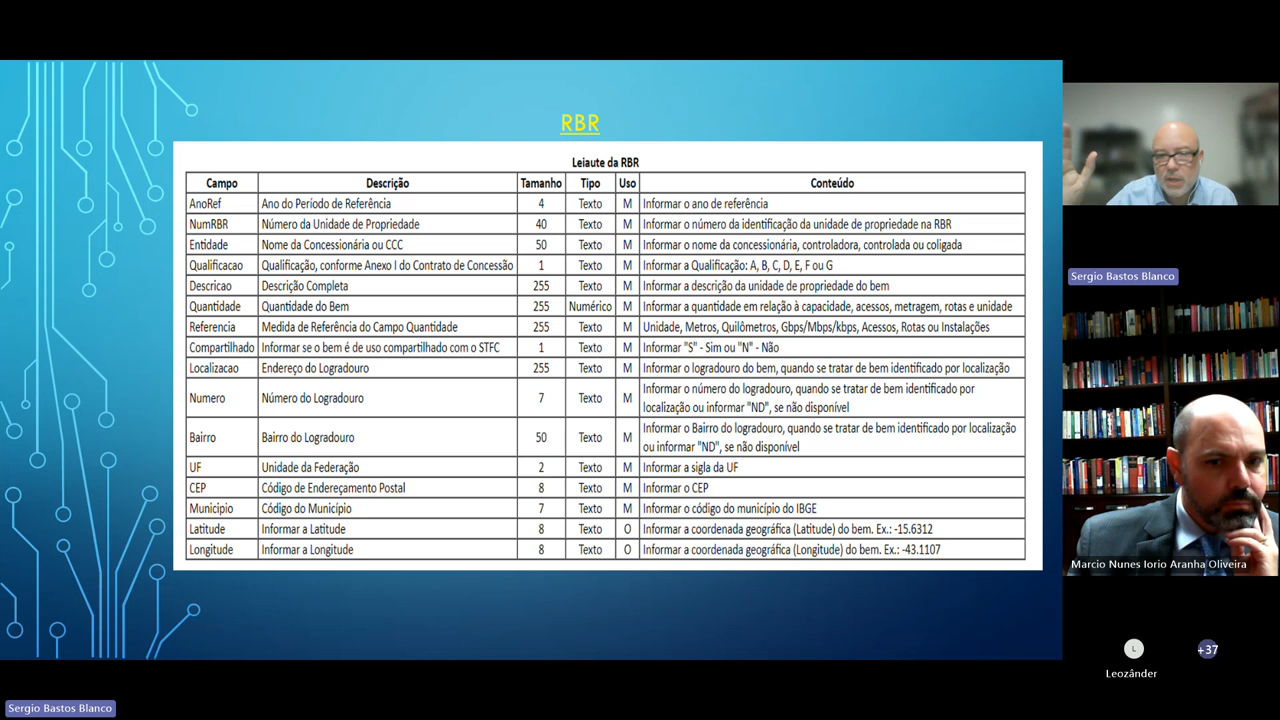 RBR
Leiaute da RBR
Campo Descrição Tamanho Tipo Uso Conteúdo
AnoRef Ano do Período de Referência 4 Texto M Informar o ano de referência
NumRBR Número da Unidade de Propriedade 40 Texto M Informar o número da identificação da unidade de propriedade na RBR
Entidade Nome da Concessionária ou CCC 50 Texto M Informar o nome da concessionária, controladora, controlada ou coligada
Qualificacao Qualificação, conforme Anexo I do Contrato de Concessão 1 Texto M Informar a Qualificação: A, B, C, D, E, F ou G
Descricao Descrição Completa 255 Texto M Informar a descrição da unidade de propriedade do bem
Quantidade Quantidade do Bem 255 Numérico M Informar a quantidade em relação à capacidade, acessos, metragem, rotas e unidade
Referencia Medida de Referência do Campo Quantidade 255 Texto M Unidade, Metros, Quilômetros, Gbps/Mbps/kbps, Acessos, Rotas ou Instalações
Compartilhado Informar se o bem é de uso compartilhado com o STFC 1 Texto M Informar "S" - Sim ou "N" - Não
Localizacao Endereço do Logradouro 255 Texto M Informar o logradouro do bem, quando se tratar de bem identificado por localização
Numero Número do Logradouro 7 Texto M Informar o número do logradouro, quando se tratar de bem identificado por
localização ou informar "ND", se não disponível
Bairro Bairro do Logradouro 50 Texto M Informar o Bairro do logradouro, quando se tratar de bem identificado por localização
ou informar "ND", se não disponível
UF Unidade da Federação 2 Texto M Informar a sigla da UF
CEP Código de Endereçamento Postal 8 Texto M Informar o CEP
Municipio Código do Município 7 Texto M Informar o código do município do IBGE
Latitude Informar a Latitude 8 Texto O Informar a coordenada geográfica (Latitude) do bem. Ex.: -15.6312
Longitude Informar a Longitude 8 Texto O Informar a coordenada geográfica (Longitude) do bem. Ex.: -43.1107
Sergio Bastos Blanco
Marcio Nunes Iorio Aranha Oliveira
L
+37
Leozânder
Sergio Bastos Blanco